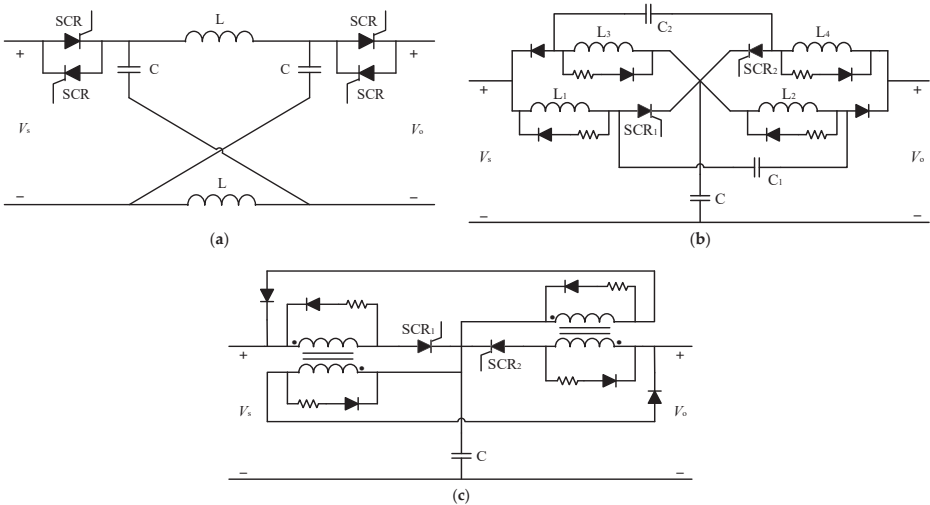 SCR L SCR
+ +
C C
SCR SCR
Vs Vo
L
− −
(a)
C2
L3 L4
SCR2
+ +
L1 L2
SCR1
Vs Vo
C1
C
− −
(b)
SCR1
+ +
SCR2
Vs Vo
C
− −
(c)